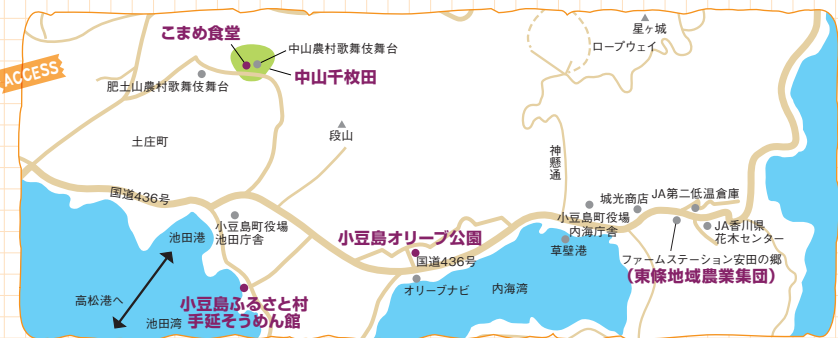 ACCESS
こまめ食堂
中山農村歌舞伎舞台
中山千枚田
肥土山農村歌舞伎舞台
星ヶ城
ロープウェイ
土庄町
段山
神懸通
国道436号
小豆島町役場
池田庁舎
池田港
高松港へ
池田湾
小豆島ふるさと村
手延そうめん館
小豆島オリーブ公園
国道436号
オリーブナビ
内海湾
城光商店
JA第二低温倉庫
小豆島町役場
内海庁舎
草壁港
JA香川県
花木センター
ファームステーション安田の郷
（東條地域農業集団）